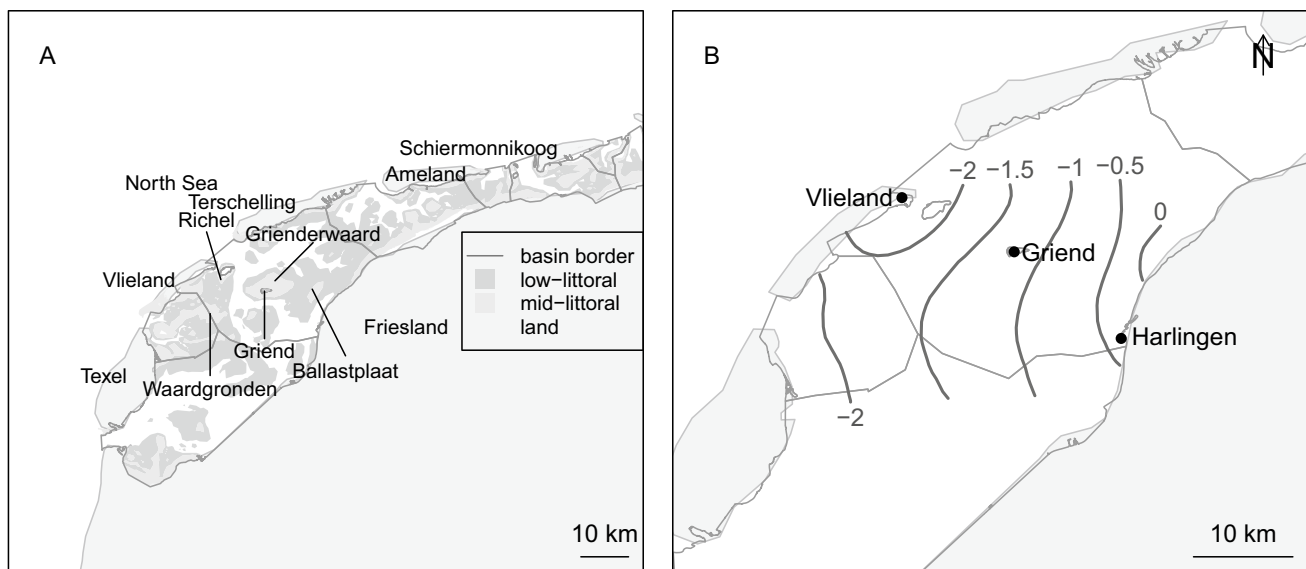 A
Schiermonnikoog
Ameland
North Sea
Terschelling
Richel
Grienderwaard
basin border
low−littoral
mid−littoral
land
Vlieland
Friesland
Griend
Ballastplaat
Texel
Waardgronden
10 km
B
N
−2
−1.5
−1
−0.5
0
Vlieland
Griend
Harlingen
−2
10 km